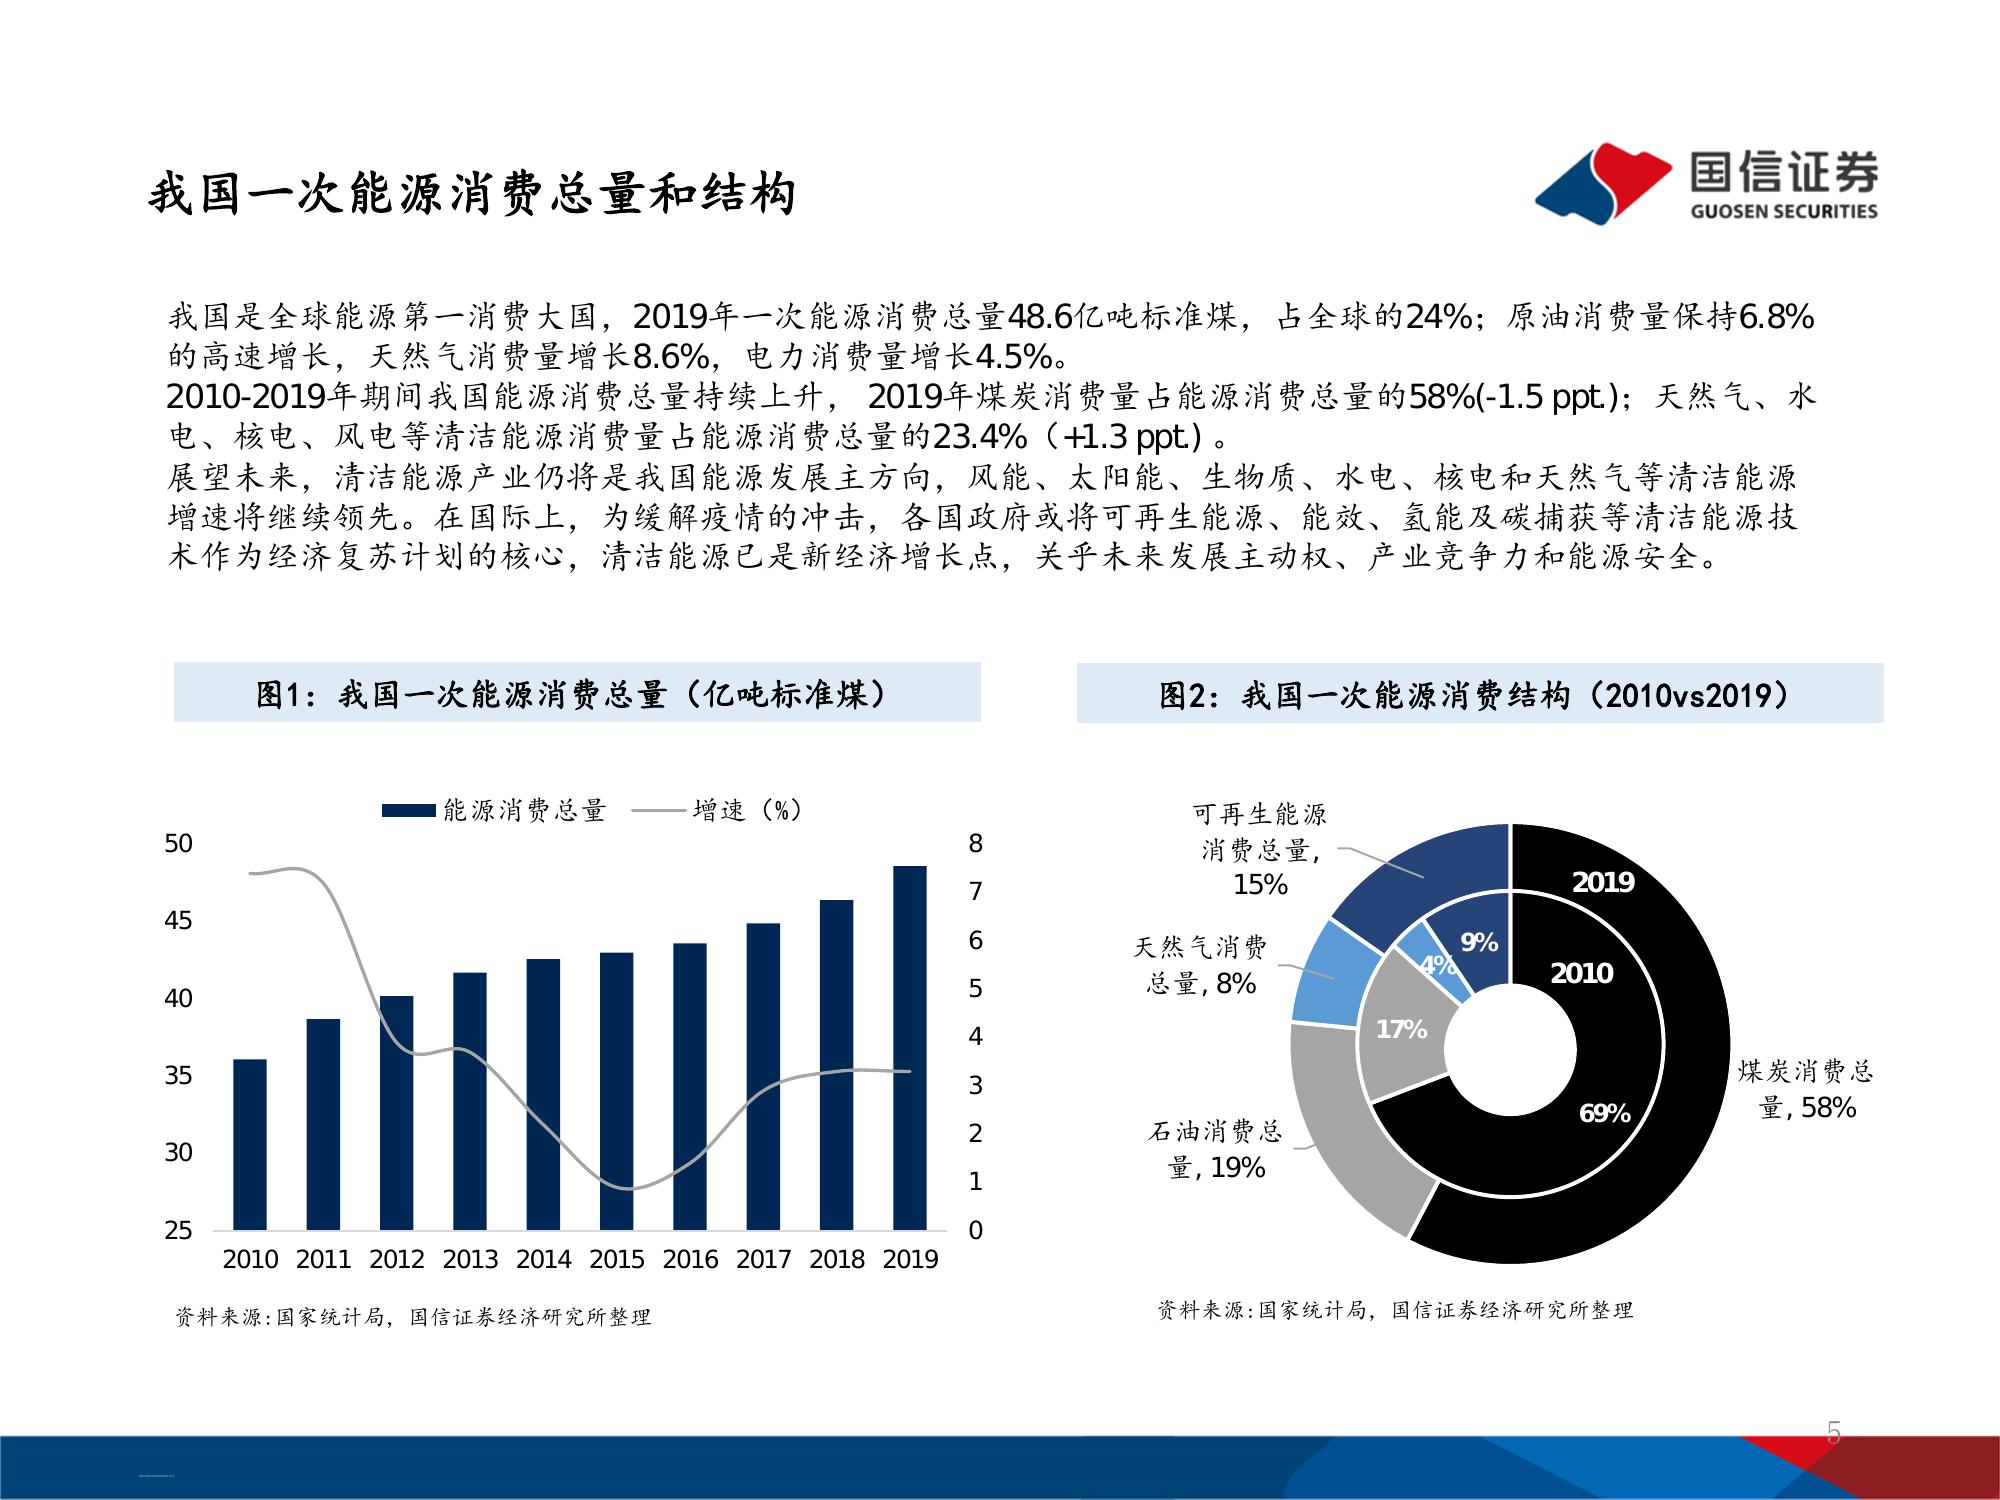 我国一次能源消费总量和结构
国信证券
GUOSEN SECURITIES
我国是全球能源第一消费大国，2019年一次能源消费总量48.6亿吨标准煤，占全球的24%；原油消费量保持6.8%
的高速增长，天然气消费量增长8.6%，电力消费量增长4.5%。
2010-2019年期间我国能源消费总量持续上升， 2019年煤炭消费量占能源消费总量的58%(-1.5 ppt.)；天然气、水
电、核电、风电等清洁能源消费量占能源消费总量的23.4%（+1.3 ppt.) 。
展望未来，清洁能源产业仍将是我国能源发展主方向，风能、太阳能、生物质、水电、核电和天然气等清洁能源
增速将继续领先。在国际上，为缓解疫情的冲击，各国政府或将可再生能源、能效、氢能及碳捕获等清洁能源技
术作为经济复苏计划的核心，清洁能源已是新经济增长点，关乎未来发展主动权、产业竞争力和能源安全。
图1：我国一次能源消费总量（亿吨标准煤）
能源消费总量 增速（%）
50
45
40
35
30
25
8
7
6
5
4
3
2
1
0
2010 2011 2012 2013 2014 2015 2016 2017 2018 2019
资料来源:国家统计局，国信证券经济研究所整理
图2：我国一次能源消费结构（2010vs2019）
可再生能源
消费总量,
15%
天然气消费
总量, 8%
石油消费总
量, 19%
煤炭消费总
量, 58%
2019
2010
9%
4%
17%
69%
资料来源:国家统计局，国信证券经济研究所整理
5